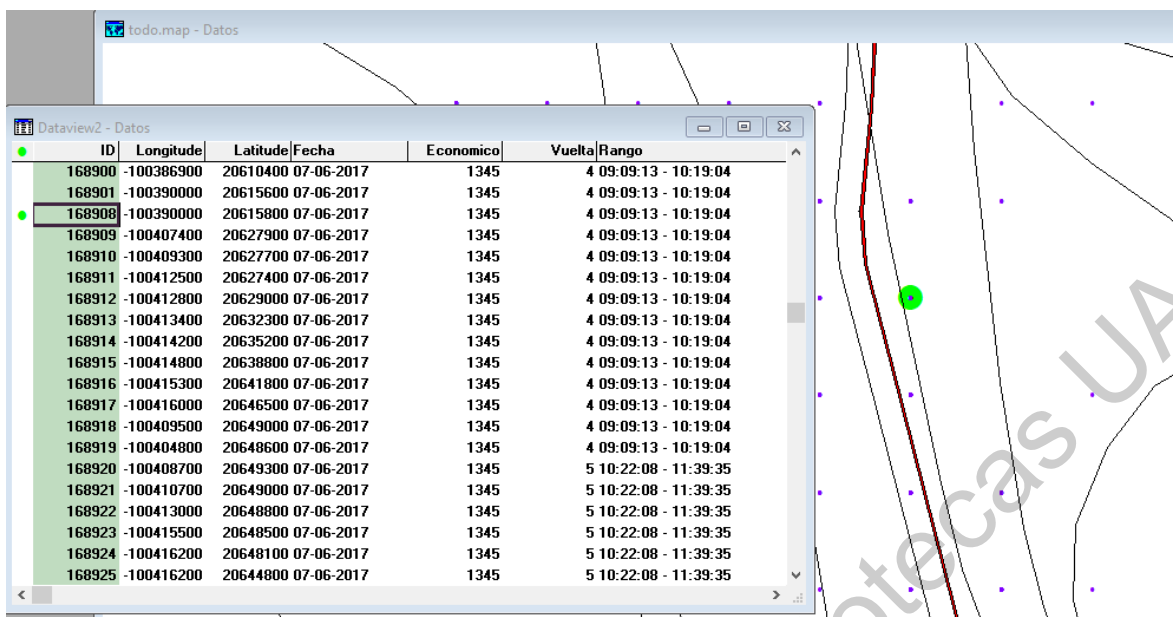 todo.map - Datos
Dataview2 - Datos
ID Longitude Latitude Fecha Economico Vuelta Rango
168900 -100386900 20610400 07-06-2017 1345 4 09:09:13 - 10:19:04
168901 -100390000 20615600 07-06-2017 1345 4 09:09:13 - 10:19:04
168908 -100390000 20615800 07-06-2017 1345 4 09:09:13 - 10:19:04
168909 -100407400 20627900 07-06-2017 1345 4 09:09:13 - 10:19:04
168910 -100409300 20627700 07-06-2017 1345 4 09:09:13 - 10:19:04
168911 -100412500 20627400 07-06-2017 1345 4 09:09:13 - 10:19:04
168912 -100412800 20629000 07-06-2017 1345 4 09:09:13 - 10:19:04
168913 -100413400 20632300 07-06-2017 1345 4 09:09:13 - 10:19:04
168914 -100414200 20635200 07-06-2017 1345 4 09:09:13 - 10:19:04
168915 -100414800 20638800 07-06-2017 1345 4 09:09:13 - 10:19:04
168916 -100415300 20641800 07-06-2017 1345 4 09:09:13 - 10:19:04
168917 -100416000 20646500 07-06-2017 1345 4 09:09:13 - 10:19:04
168918 -100409500 20649000 07-06-2017 1345 4 09:09:13 - 10:19:04
168919 -100404800 20648600 07-06-2017 1345 4 09:09:13 - 10:19:04
168920 -100408700 20649300 07-06-2017 1345 5 10:22:08 - 11:39:35
168921 -100410700 20649000 07-06-2017 1345 5 10:22:08 - 11:39:35
168922 -100413000 20648800 07-06-2017 1345 5 10:22:08 - 11:39:35
168923 -100415500 20648500 07-06-2017 1345 5 10:22:08 - 11:39:35
168924 -100416200 20648100 07-06-2017 1345 5 10:22:08 - 11:39:35
168925 -100416200 20644800 07-06-2017 1345 5 10:22:08 - 11:39:35
otecas UA